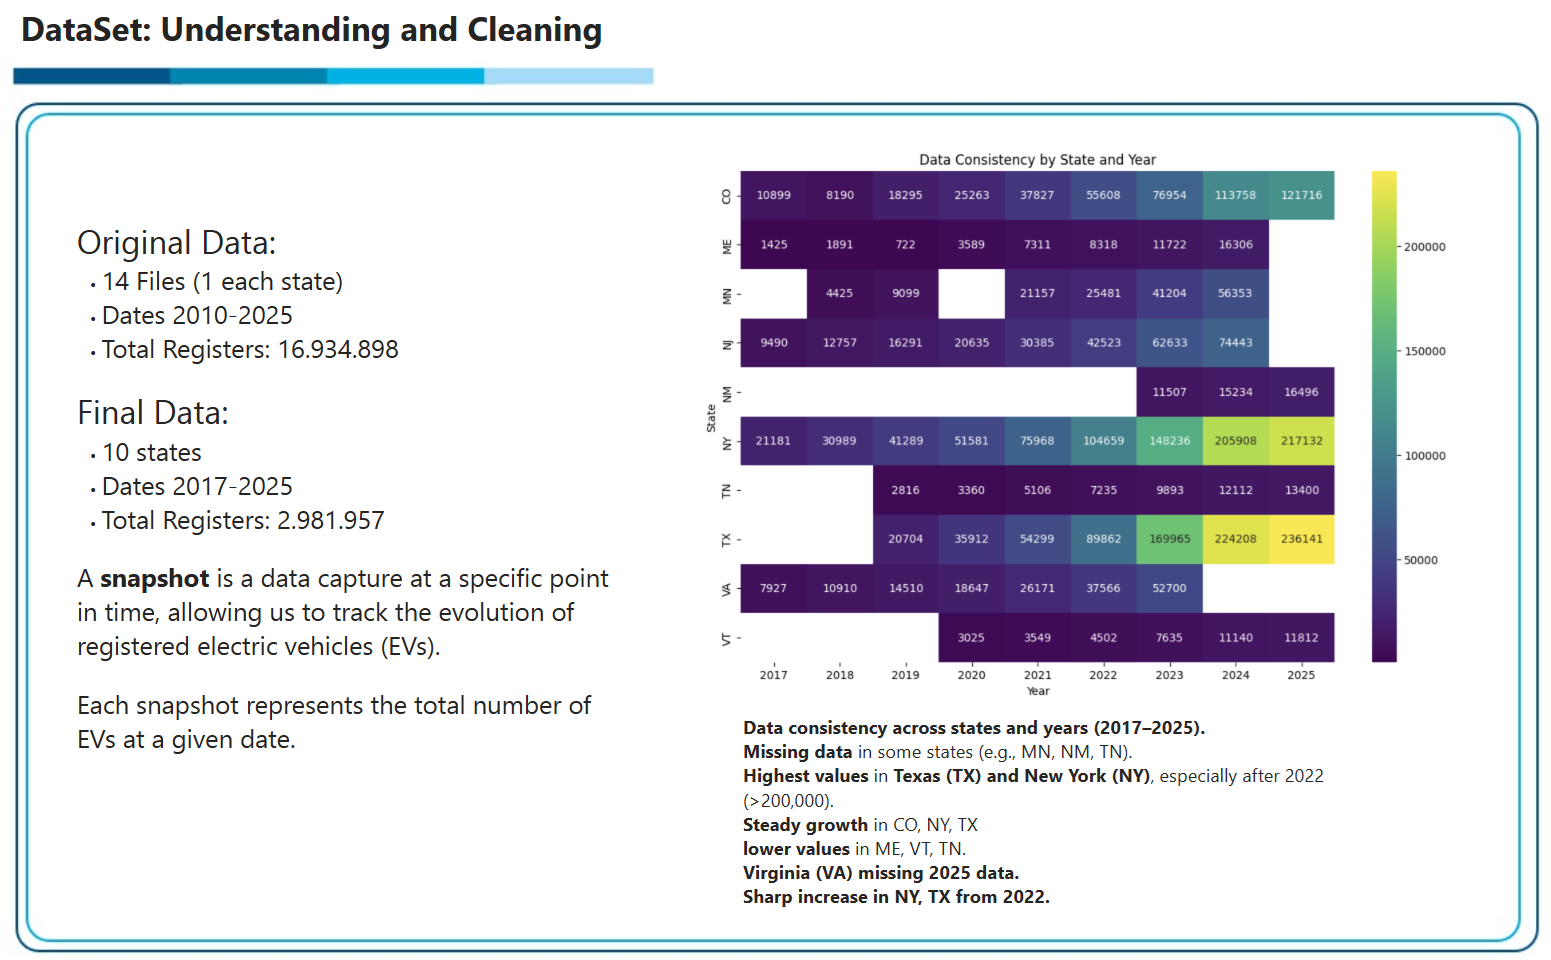 DataSet: Understanding and Cleaning
Original Data:
• 14 Files (1 each state)
• Dates 2010-2025
• Total Registers: 16.934.898
Final Data:
• 10 states
• Dates 2017-2025
• Total Registers: 2.981.957
A snapshot is a data capture at a specific point
in time, allowing us to track the evolution of
registered electric vehicles (EVs).
Each snapshot represents the total number of
EVs at a given date.
Data Consistency by State and Year
State
CO 10899 8190 18295 25263 37827 55608 76954 113758 121716
ME 1425 1891 722 3589 7311 8318 11722 16306
MN 4425 9099 21157 25481 41204 56353
NJ 9490 12757 16291 20635 30385 42523 62633 74443
NM 11507 15234 16496
NY 21181 30989 41289 51581 75968 104659 148236 205908 217132
TN 2816 3360 5106 7235 9893 12112 13400
TX 20704 35912 54299 89862 169965 224208 236141
VA 7927 10910 14510 18647 26171 37566 52700
VT 3025 3549 4502 7635 11140 11812
2017 2018 2019 2020 2021 2022 2023 2024 2025
Year
200000
150000
100000
50000
Data consistency across states and years (2017–2025).
Missing data in some states (e.g., MN, NM, TN).
Highest values in Texas (TX) and New York (NY), especially after 2022
(>200,000).
Steady growth in CO, NY, TX
lower values in ME, VT, TN.
Virginia (VA) missing 2025 data.
Sharp increase in NY, TX from 2022.